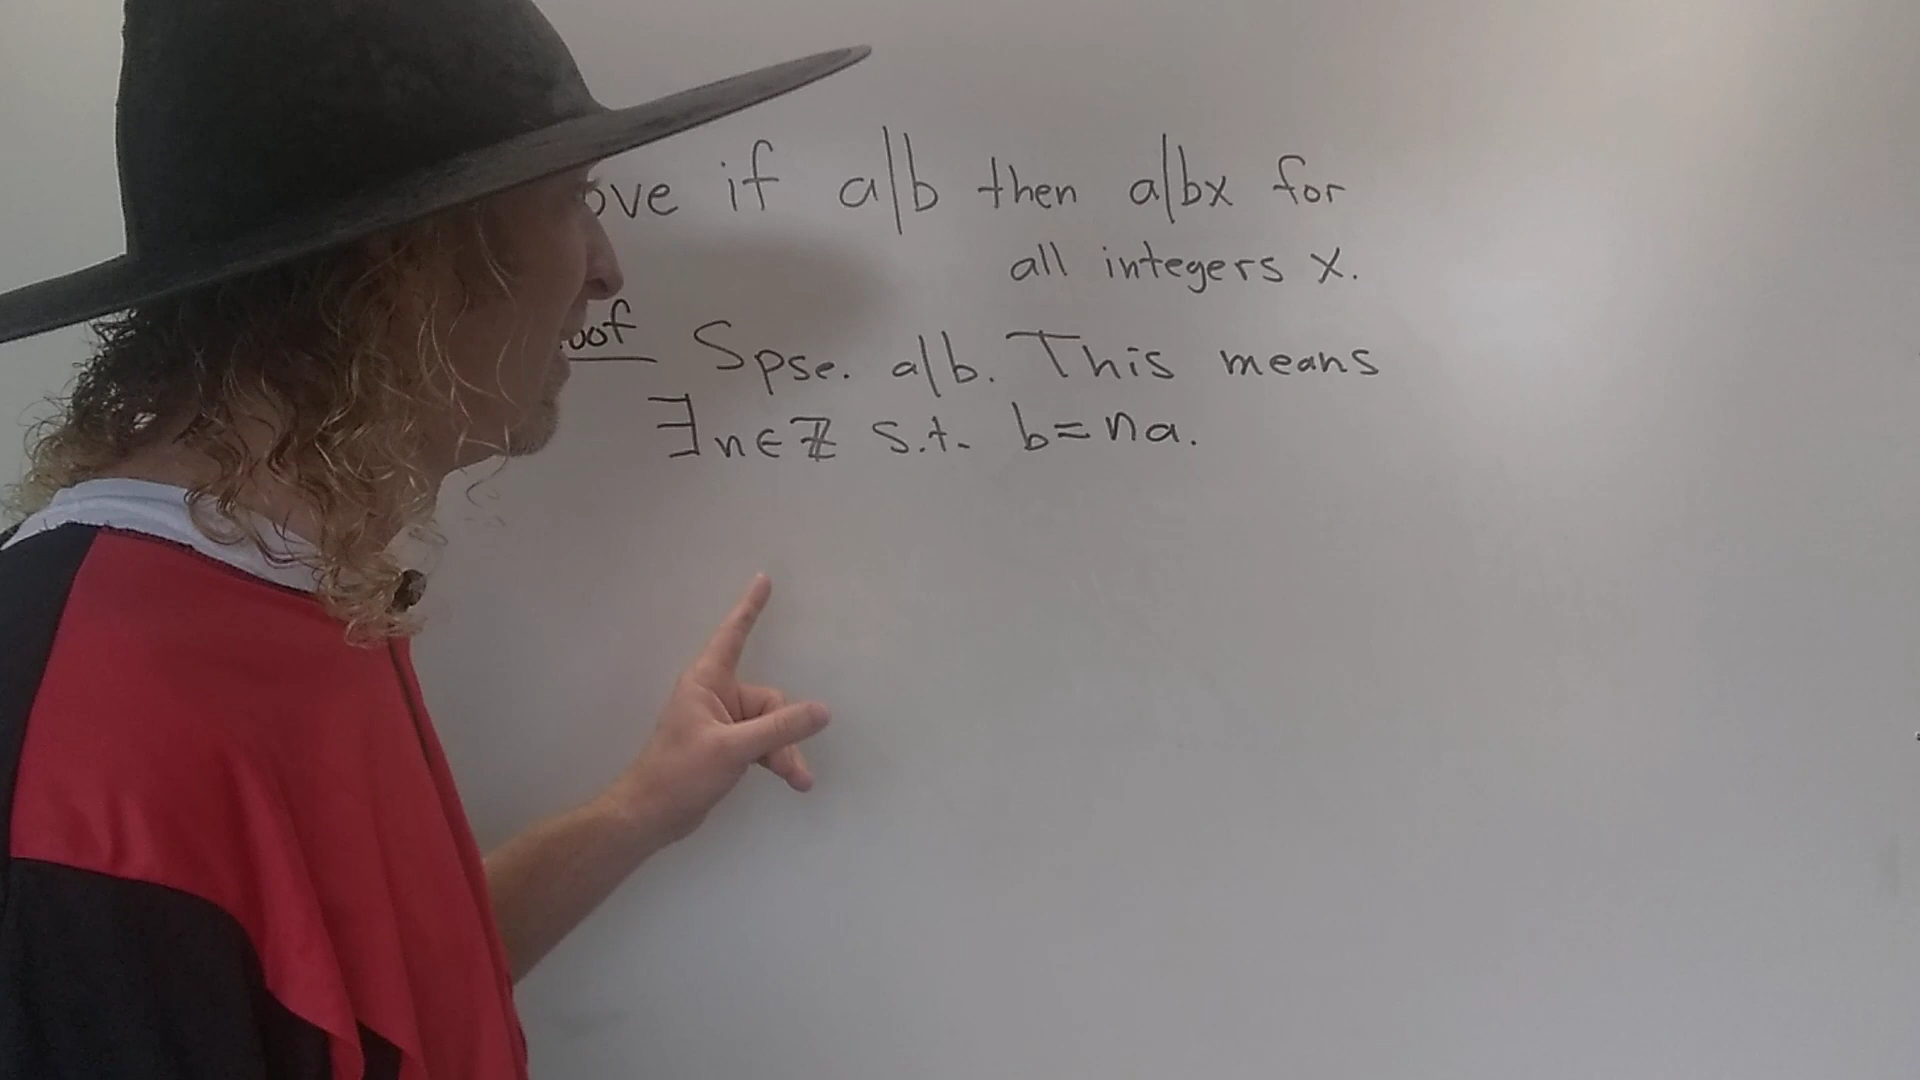 ove if a|b then a|bx for
all integers x.
oof Spse. a|b. This means
∃n∈ℤ s.t. b=na.